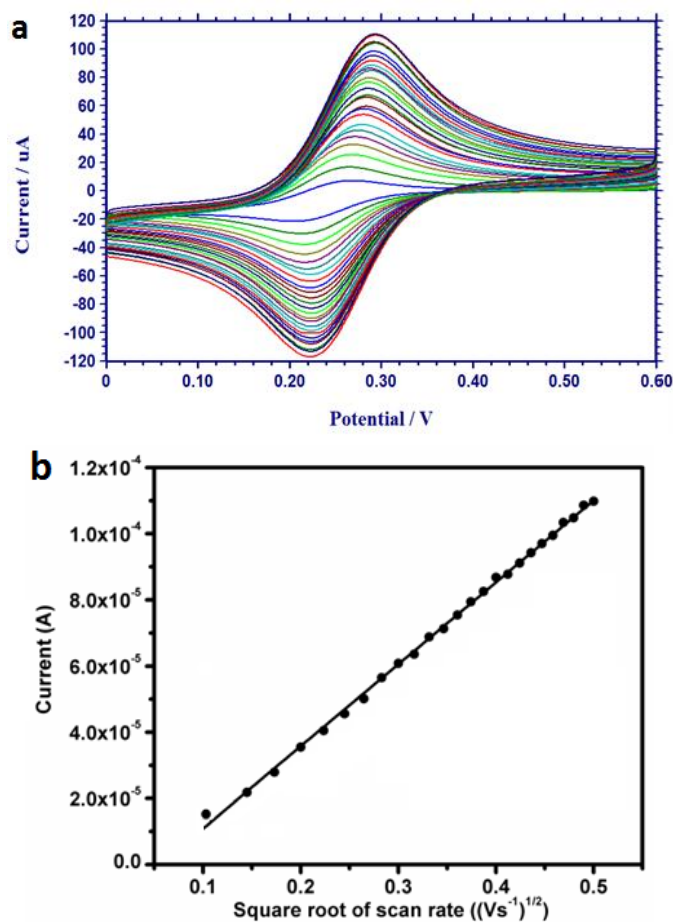 a
120
100
80
60
40
20
0
-20
-40
-60
-80
-100
-120
Current / uA
0 0.10 0.20 0.30 0.40 0.50 0.60
Potential / V
b
1.2x10⁻⁴
1.0x10⁻⁴
8.0x10⁻⁵
6.0x10⁻⁵
4.0x10⁻⁵
2.0x10⁻⁵
0.0
Current (A)
0.1 0.2 0.3 0.4 0.5
Square root of scan rate ((Vs⁻¹)¹/²)